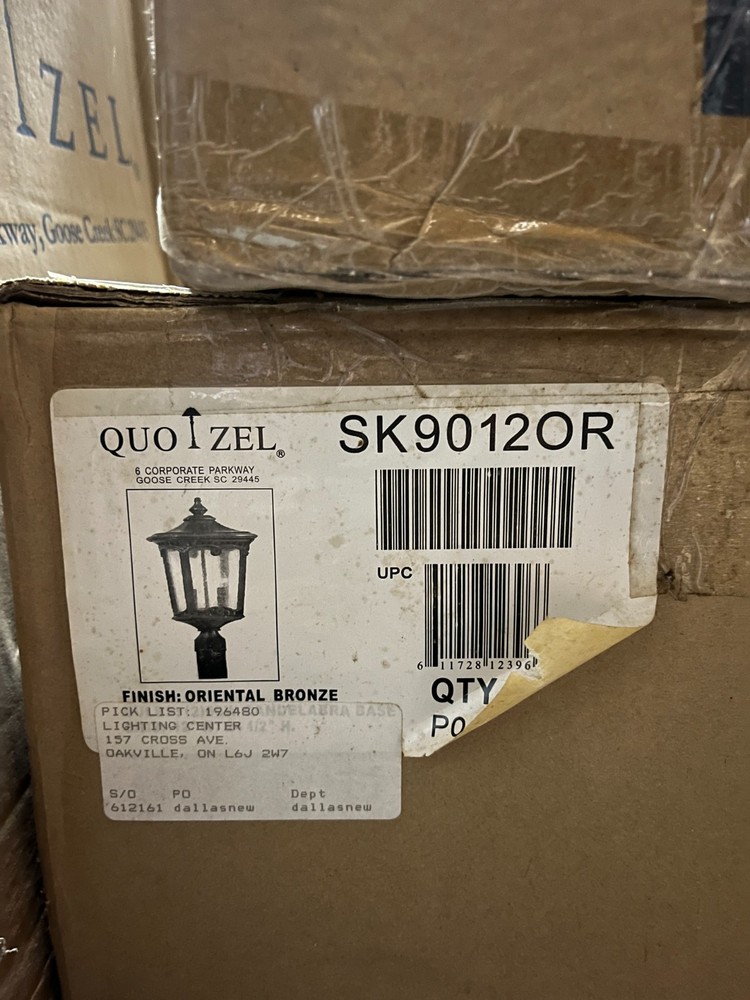 ZEL
way, Goose Creek SC
QUOIZEL®
SK9012OR
6 CORPORATE PARKWAY
GOOSE CREEK SC 29445
UPC
6 11728 12396
FINISH: ORIENTAL BRONZE
QTY
PO
CANDELABRA BASE
PICK LIST: 196480
LIGHTING CENTER
157 CROSS AVE.
OAKVILLE, ON L6J 2W7
S/O PO Dept
612161 dallasnew dallasnew